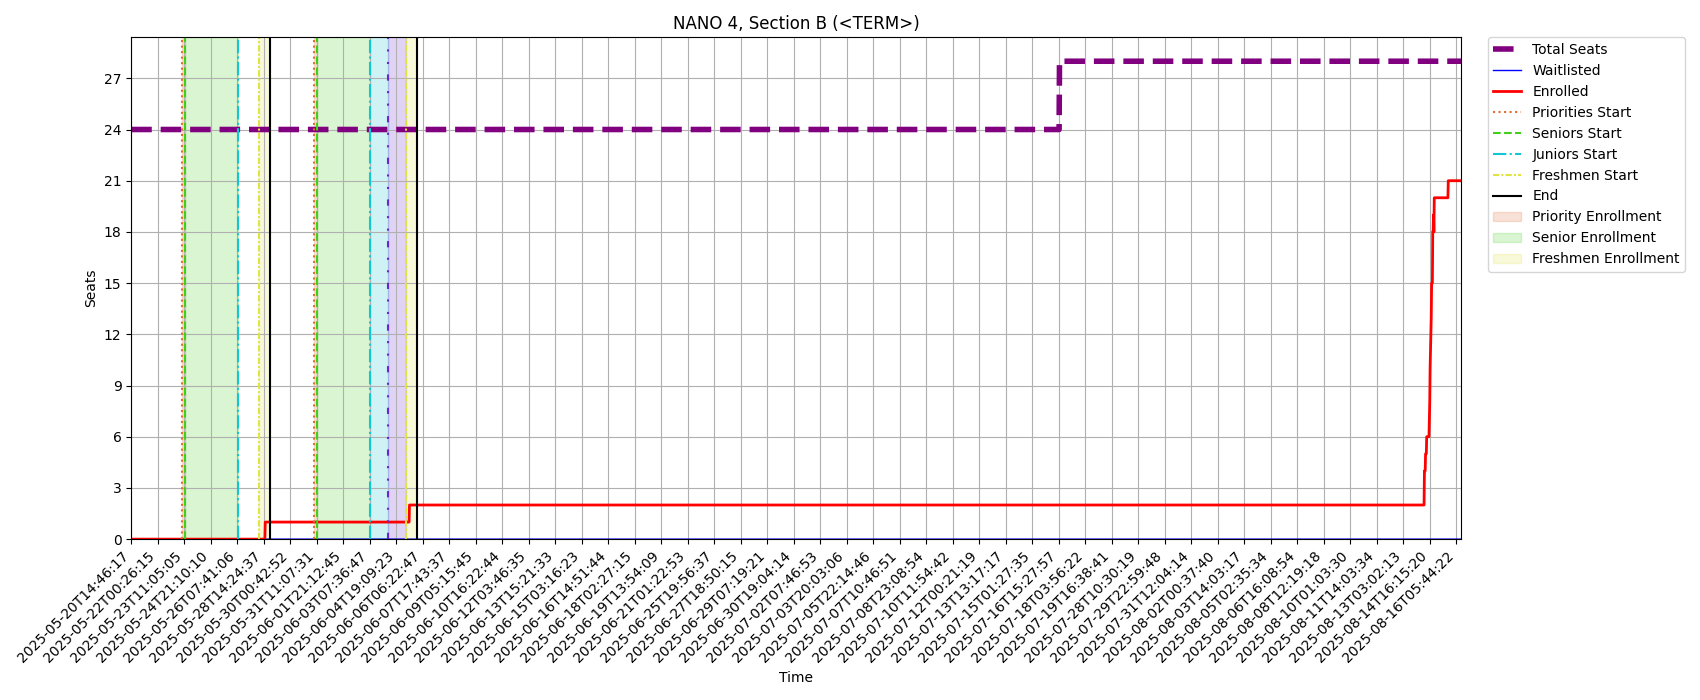 NANO 4, Section B (<TERM>)
Total Seats
Waitlisted
Enrolled
Priorities Start
Seniors Start
Juniors Start
Freshmen Start
End
Priority Enrollment
Senior Enrollment
Freshmen Enrollment
Seats
27
24
21
18
15
12
9
6
3
0
2025-05-20T14:46:17
2025-05-22T00:26:15
2025-05-23T11:05:05
2025-05-24T21:10:10
2025-05-26T07:41:06
2025-05-28T14:24:37
2025-05-30T00:42:52
2025-05-31T11:07:31
2025-06-01T21:12:45
2025-06-03T07:36:47
2025-06-04T19:09:23
2025-06-06T06:22:47
2025-06-07T17:43:37
2025-06-09T05:15:45
2025-06-10T16:22:44
2025-06-12T03:46:35
2025-06-13T15:21:33
2025-06-15T03:16:23
2025-06-16T14:51:44
2025-06-18T02:27:15
2025-06-19T13:54:09
2025-06-21T01:22:53
2025-06-25T19:56:37
2025-06-27T18:50:15
2025-06-29T07:19:21
2025-06-30T19:04:14
2025-07-02T07:46:53
2025-07-03T20:03:06
2025-07-05T22:14:46
2025-07-07T10:46:51
2025-07-08T23:08:54
2025-07-10T11:54:42
2025-07-12T00:21:19
2025-07-13T13:17:17
2025-07-15T01:27:35
2025-07-16T15:27:57
2025-07-18T03:56:22
2025-07-19T16:38:41
2025-07-28T10:30:19
2025-07-29T22:59:48
2025-07-31T12:04:14
2025-08-02T00:37:40
2025-08-03T14:03:17
2025-08-05T02:35:34
2025-08-06T16:08:54
2025-08-08T12:19:18
2025-08-10T01:03:30
2025-08-11T14:03:34
2025-08-13T03:02:13
2025-08-14T16:15:20
2025-08-16T05:44:22
Time